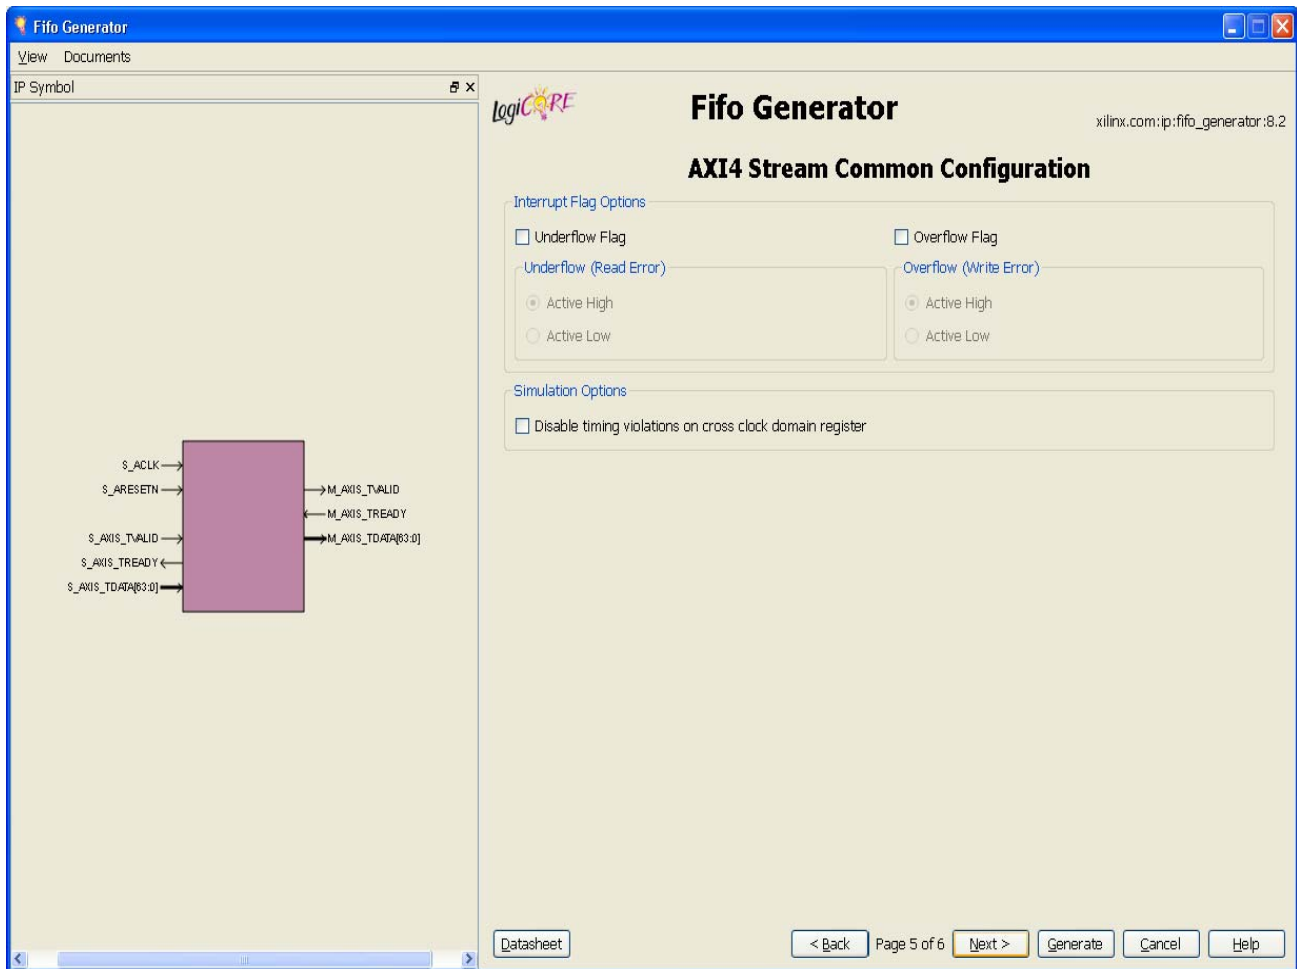 Fifo Generator
View Documents
IP Symbol
LogiCORE
Fifo Generator
xilinx.com:ip:fifo_generator:8.2
AXI4 Stream Common Configuration
Interrupt Flag Options
Underflow Flag
Overflow Flag
Underflow (Read Error)
Overflow (Write Error)
Active High
Active High
Active Low
Active Low
Simulation Options
Disable timing violations on cross clock domain register
S_ACLK
S_ARESETN
M_AXIS_TVALID
M_AXIS_TREADY
S_AXIS_TVALID
M_AXIS_TDATA[63:0]
S_AXIS_TREADY
S_AXIS_TDATA[63:0]
Datasheet
< Back Page 5 of 6 Next > Generate Cancel Help